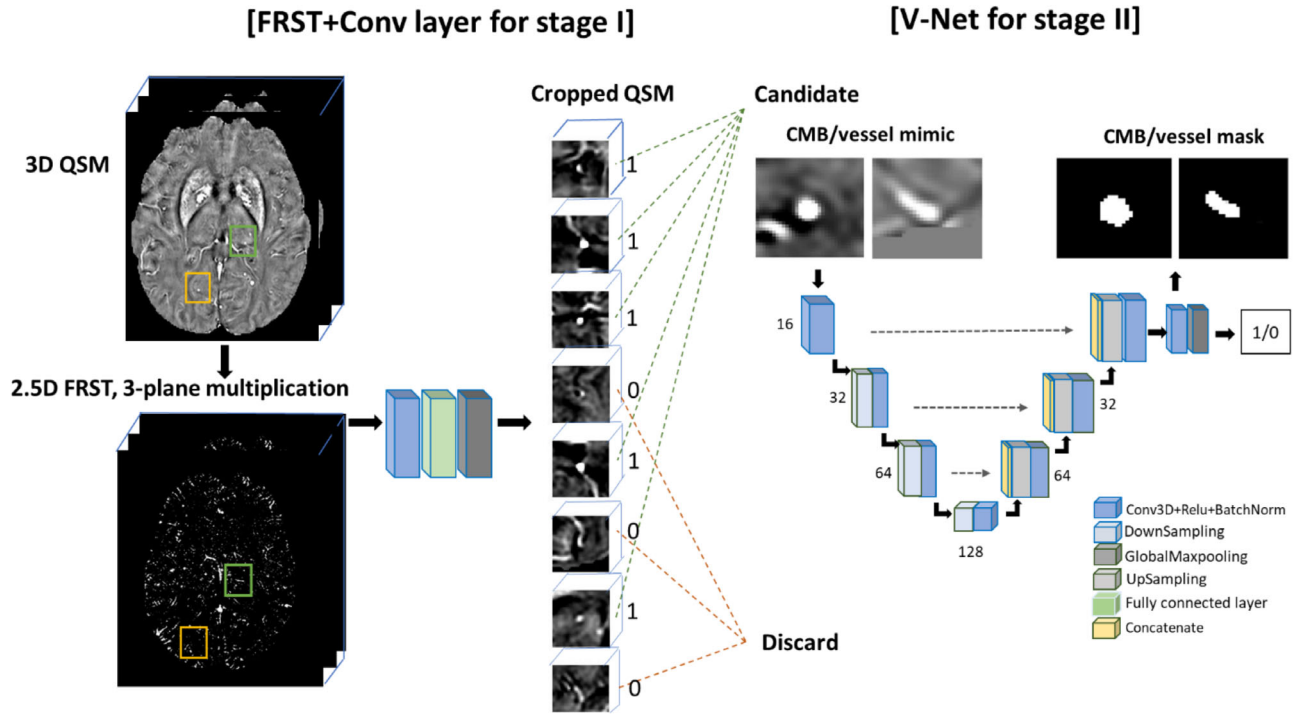 [FRST+Conv layer for stage I]
[V-Net for stage II]
3D QSM
2.5D FRST, 3-plane multiplication
Cropped QSM
1
1
1
0
1
0
1
0
Candidate
Discard
CMB/vessel mimic
CMB/vessel mask
16
32
64
128
64
32
1/0
Conv3D+Relu+BatchNorm
DownSampling
GlobalMaxpooling
UpSampling
Fully connected layer
Concatenate